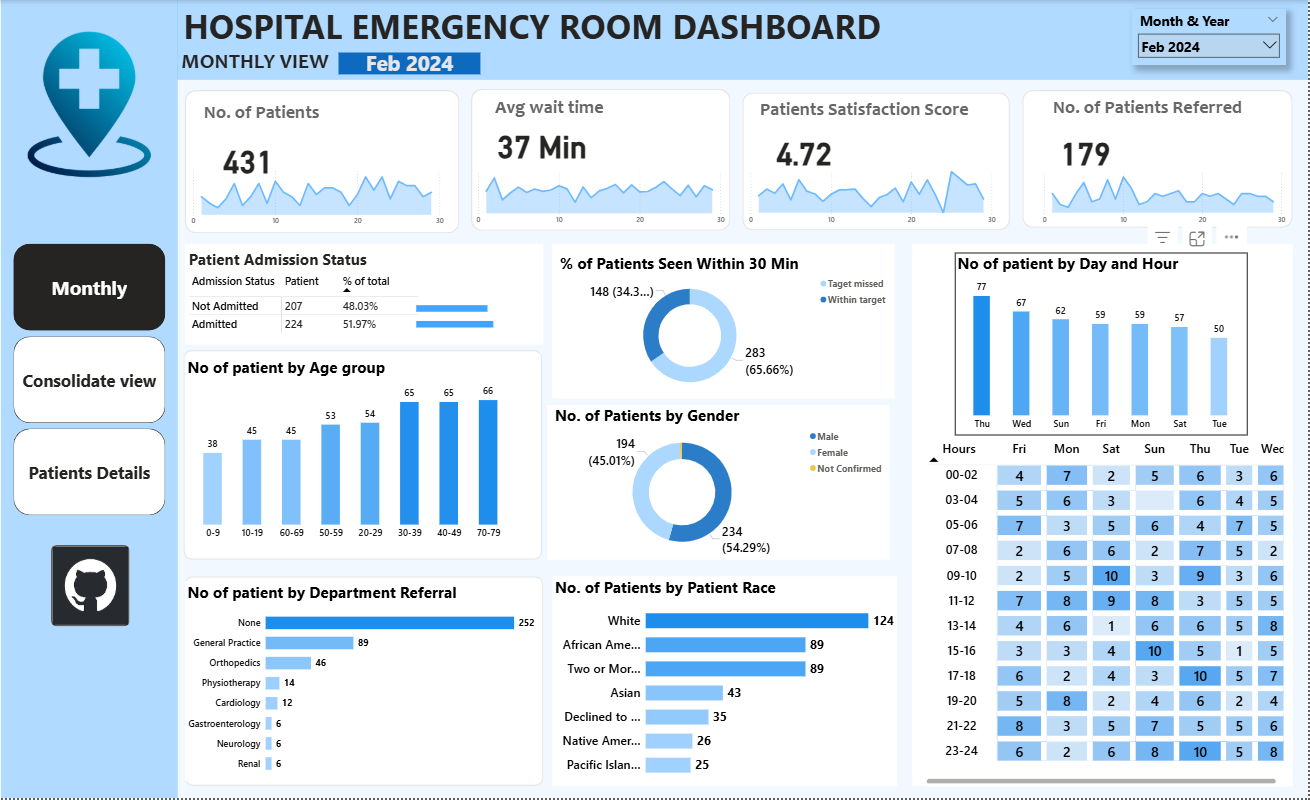 HOSPITAL EMERGENCY ROOM DASHBOARD
MONTHLY VIEW Feb 2024
Month & Year
Feb 2024
No. of Patients
431
0 10 20 30
Avg wait time
37 Min
0 10 20 30
Patients Satisfaction Score
4.72
0 10 20 30
No. of Patients Referred
179
0 10 20 30
Monthly
Consolidate view
Patients Details
Patient Admission Status
Admission Status Patient % of total
Not Admitted 207 48.03%
Admitted 224 51.97%
% of Patients Seen Within 30 Min
148 (34.3...)
283
(65.66%)
Taget missed
Within target
No of patient by Day and Hour
77 67 62 59 59 57 50
Thu Wed Sun Fri Mon Sat Tue
No of patient by Age group
38 45 45 53 54 65 65 66
0-9 10-19 60-69 50-59 20-29 30-39 40-49 70-79
No. of Patients by Gender
194
(45.01%)
234
(54.29%)
Male
Female
Not Confirmed
Hours Fri Mon Sat Sun Thu Tue Wed
00-02 4 7 2 5 6 3 6
03-04 5 6 3 6 4 5
05-06 7 3 5 6 4 7 5
07-08 2 6 6 2 7 5 2
09-10 2 5 10 3 9 3 6
11-12 7 8 9 8 3 5 5
13-14 4 6 1 6 6 5 8
15-16 3 3 4 10 5 1 5
17-18 6 2 4 3 10 5 7
19-20 5 8 2 4 6 2 4
21-22 8 3 5 7 5 5 6
23-24 6 2 6 8 10 5 8
No of patient by Department Referral
None 252
General Practice 89
Orthopedics 46
Physiotherapy 14
Cardiology 12
Gastroenterology 6
Neurology 6
Renal 6
No. of Patients by Patient Race
White 124
African Ame... 89
Two or Mor... 89
Asian 43
Declined to ... 35
Native Amer... 26
Pacific Islan... 25